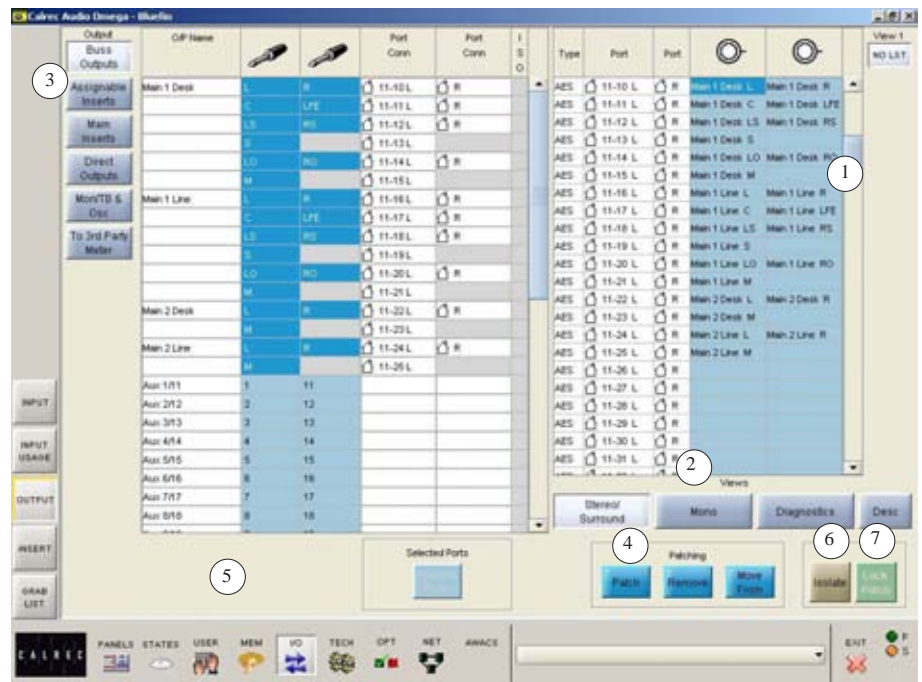 Calrec Audio Omega - Bluefin
Output
Buss Outputs
Assignable Inserts
Main Inserts
Direct Outputs
Mon/TB & Osc
To 3rd Party Meter
3
INPUT
INPUT USAGE
OUTPUT
INSERT
GRAB LIST
O/P Name Port Conn Port Conn I S O
Main 1 Desk L R 11-10 L R
C LFE 11-11 L R
LS RS 11-12 L R
S 11-13 L
LO RO 11-14 L R
M 11-15 L
Main 1 Line L R 11-16 L R
C LFE 11-17 L R
LS RS 11-18 L R
S 11-19 L
LO RO 11-20 L R
M 11-21 L
Main 2 Desk L R 11-22 L R
M 11-23 L
Main 2 Line L R 11-24 L R
M 11-25 L
Aux 1/11 1 11
Aux 2/12 2 12
Aux 3/13 3 13
Aux 4/14 4 14
Aux 5/15 5 15
Aux 6/16 6 16
Aux 7/17 7 17
Aux 8/18 8 18
Type Port Port
AES 11-10 L R Main 1 Desk L Main 1 Desk R
AES 11-11 L R Main 1 Desk C Main 1 Desk LFE
AES 11-12 L R Main 1 Desk LS Main 1 Desk RS
AES 11-13 L R Main 1 Desk S
AES 11-14 L R Main 1 Desk LO Main 1 Desk RO
AES 11-15 L R Main 1 Desk M
AES 11-16 L R Main 1 Line L Main 1 Line R
AES 11-17 L R Main 1 Line C Main 1 Line LFE
AES 11-18 L R Main 1 Line LS Main 1 Line RS
AES 11-19 L R Main 1 Line S
AES 11-20 L R Main 1 Line LO Main 1 Line RO
AES 11-21 L R Main 1 Line M
AES 11-22 L R Main 2 Desk L Main 2 Desk R
AES 11-23 L R Main 2 Desk M
AES 11-24 L R Main 2 Line L Main 2 Line R
AES 11-25 L R Main 2 Line M
AES 11-26 L R
AES 11-27 L R
AES 11-28 L R
AES 11-29 L R
AES 11-30 L R
AES 11-31 L R
1
View 1
NO LST
2
Views
Stereo/ Surround Mono Diagnostics Desc
5
Selected Ports
4
Patching
Patch Remove Move From
6 7
Isolate Lock Patch
CALREC PANELS STATES USER MEM I/O TECH OPT NET AWACS EXIT P S